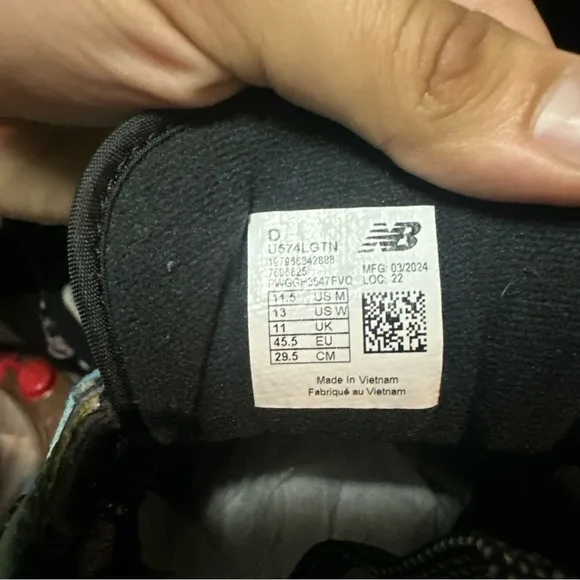 D
U574LGTN
NB
MFG: 03/2024
LOC: 22
11.5 US M
13 US W
11 UK
45.5 EU
29.5 CM
Made In Vietnam
Fabriqué au Vietnam